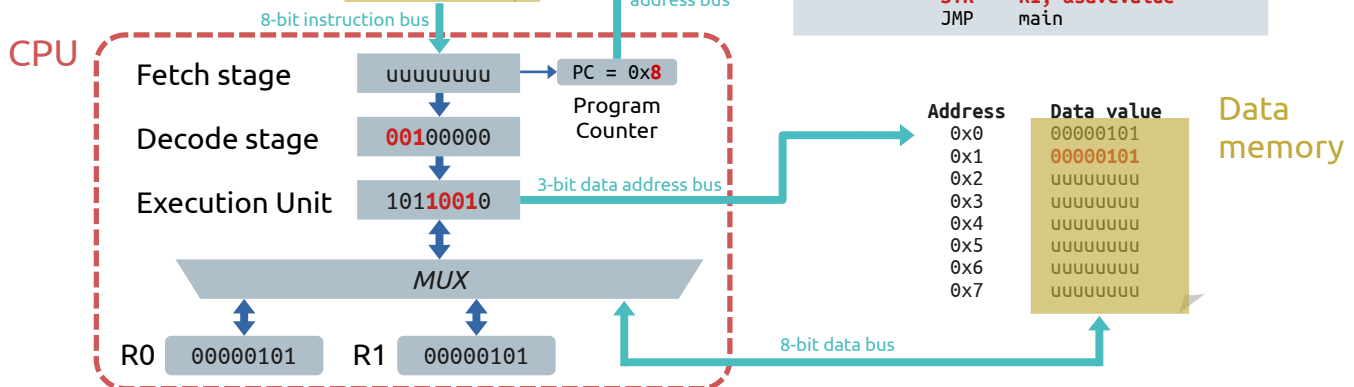 address bus
8-bit instruction bus
STR R1, &savevalue
JMP main
CPU
Fetch stage
uuuuuuuu
PC = 0x8
Program
Counter
Decode stage
00100000
Execution Unit
10110010
3-bit data address bus
MUX
R0
00000101
R1
00000101
8-bit data bus
Address Data value
0x0 00000101
0x1 00000101
0x2 uuuuuuuu
0x3 uuuuuuuu
0x4 uuuuuuuu
0x5 uuuuuuuu
0x6 uuuuuuuu
0x7 uuuuuuuu
Data
memory